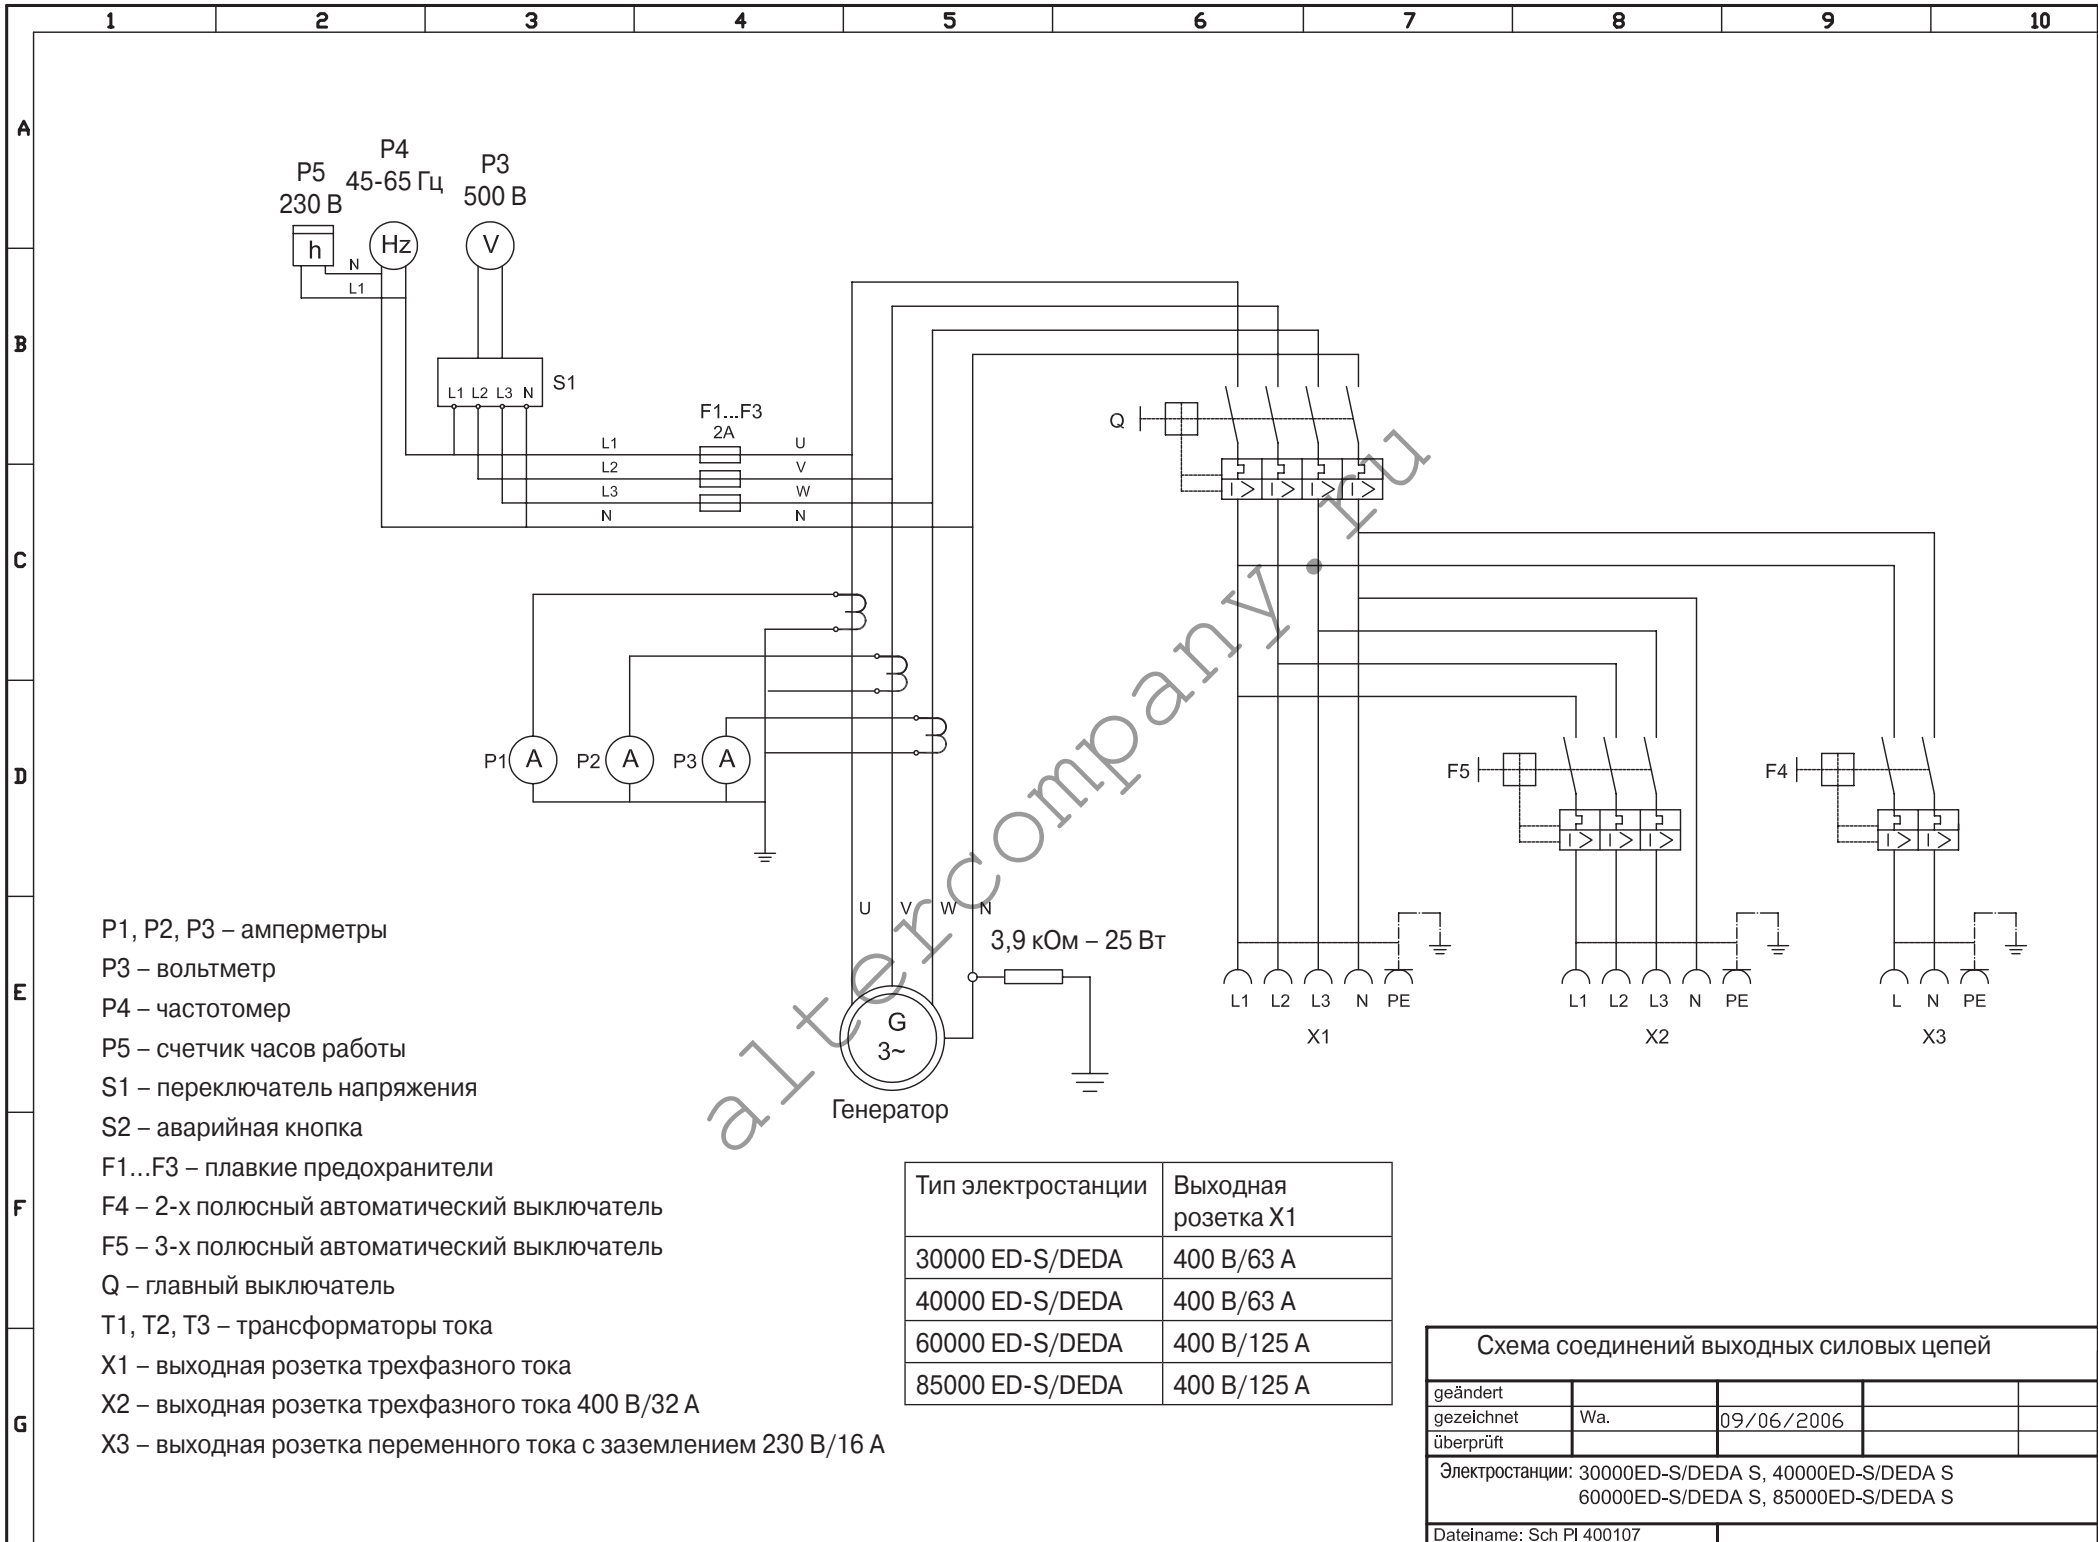 1 2 3 4 5 6 7 8 9 10
A
B
C
D
E
F
G
P5
230 В
P4
45-65 Гц
P3
500 В
h
Hz
V
N
L1
L1 L2 L3 N
S1
F1...F3
2A
L1 U
L2 V
L3 W
N N
Q
I > I > I > I >
P1 A
P2 A
P3 A
F5
I > I > I >
F4
I > I >
U V W N
3,9 кОм – 25 Вт
G
3~
Генератор
L1 L2 L3 N PE
X1
L1 L2 L3 N PE
X2
L N PE
X3
altercompany.ru
P1, P2, P3 – амперметры
P3 – вольтметр
P4 – частотомер
P5 – счетчик часов работы
S1 – переключатель напряжения
S2 – аварийная кнопка
F1...F3 – плавкие предохранители
F4 – 2-х полюсный автоматический выключатель
F5 – 3-х полюсный автоматический выключатель
Q – главный выключатель
T1, T2, T3 – трансформаторы тока
X1 – выходная розетка трехфазного тока
X2 – выходная розетка трехфазного тока 400 В/32 А
X3 – выходная розетка переменного тока с заземлением 230 В/16 А
Тип электростанции Выходная
розетка X1
30000 ED-S/DEDA 400 В/63 А
40000 ED-S/DEDA 400 В/63 А
60000 ED-S/DEDA 400 В/125 А
85000 ED-S/DEDA 400 В/125 А
Схема соединений выходных силовых цепей
geändert
gezeichnet Wa. 09/06/2006
überprüft
Электростанции: 30000ED-S/DEDA S, 40000ED-S/DEDA S
60000ED-S/DEDA S, 85000ED-S/DEDA S
Dateiname: Sch Pl 400107